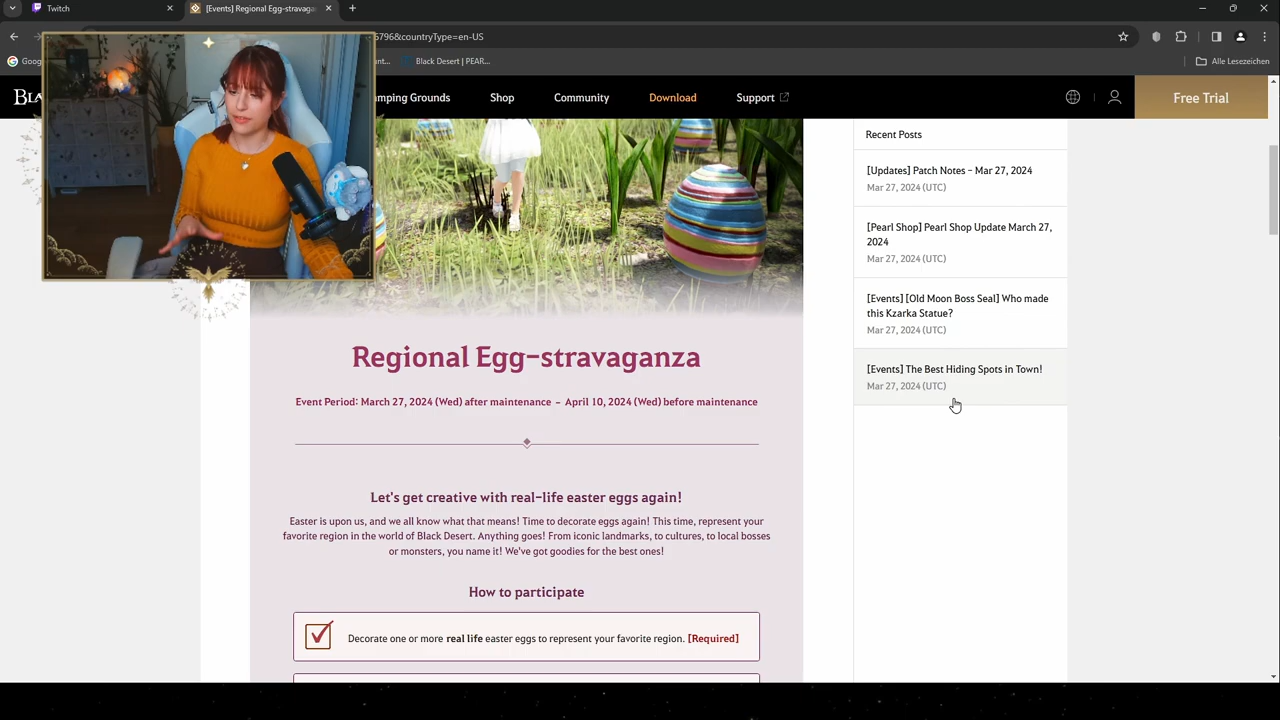 Twitch
[Events] Regional Egg-stravaga
6796&countryType=en-US
Goog
unt...
Black Desert | PEAR...
Alle Lesezeichen
BLA
amping Grounds
Shop
Community
Download
Support
Free Trial
Recent Posts
[Updates] Patch Notes - Mar 27, 2024
Mar 27, 2024 (UTC)
[Pearl Shop] Pearl Shop Update March 27,
2024
Mar 27, 2024 (UTC)
[Events] [Old Moon Boss Seal] Who made
this Kzarka Statue?
Mar 27, 2024 (UTC)
[Events] The Best Hiding Spots in Town!
Mar 27, 2024 (UTC)
Regional Egg-stravaganza
Event Period: March 27, 2024 (Wed) after maintenance – April 10, 2024 (Wed) before maintenance
Let's get creative with real-life easter eggs again!
Easter is upon us, and we all know what that means! Time to decorate eggs again! This time, represent your
favorite region in the world of Black Desert. Anything goes! From iconic landmarks, to cultures, to local bosses
or monsters, you name it! We've got goodies for the best ones!
How to participate
Decorate one or more real life easter eggs to represent your favorite region. [Required]